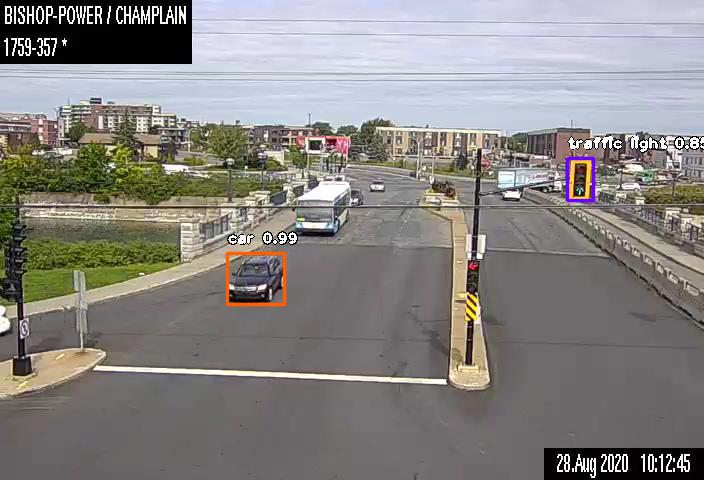 BISHOP-POWER / CHAMPLAIN
1759-357 *
traffic light 0.85
car 0.99
28.Aug 2020 10:12:45